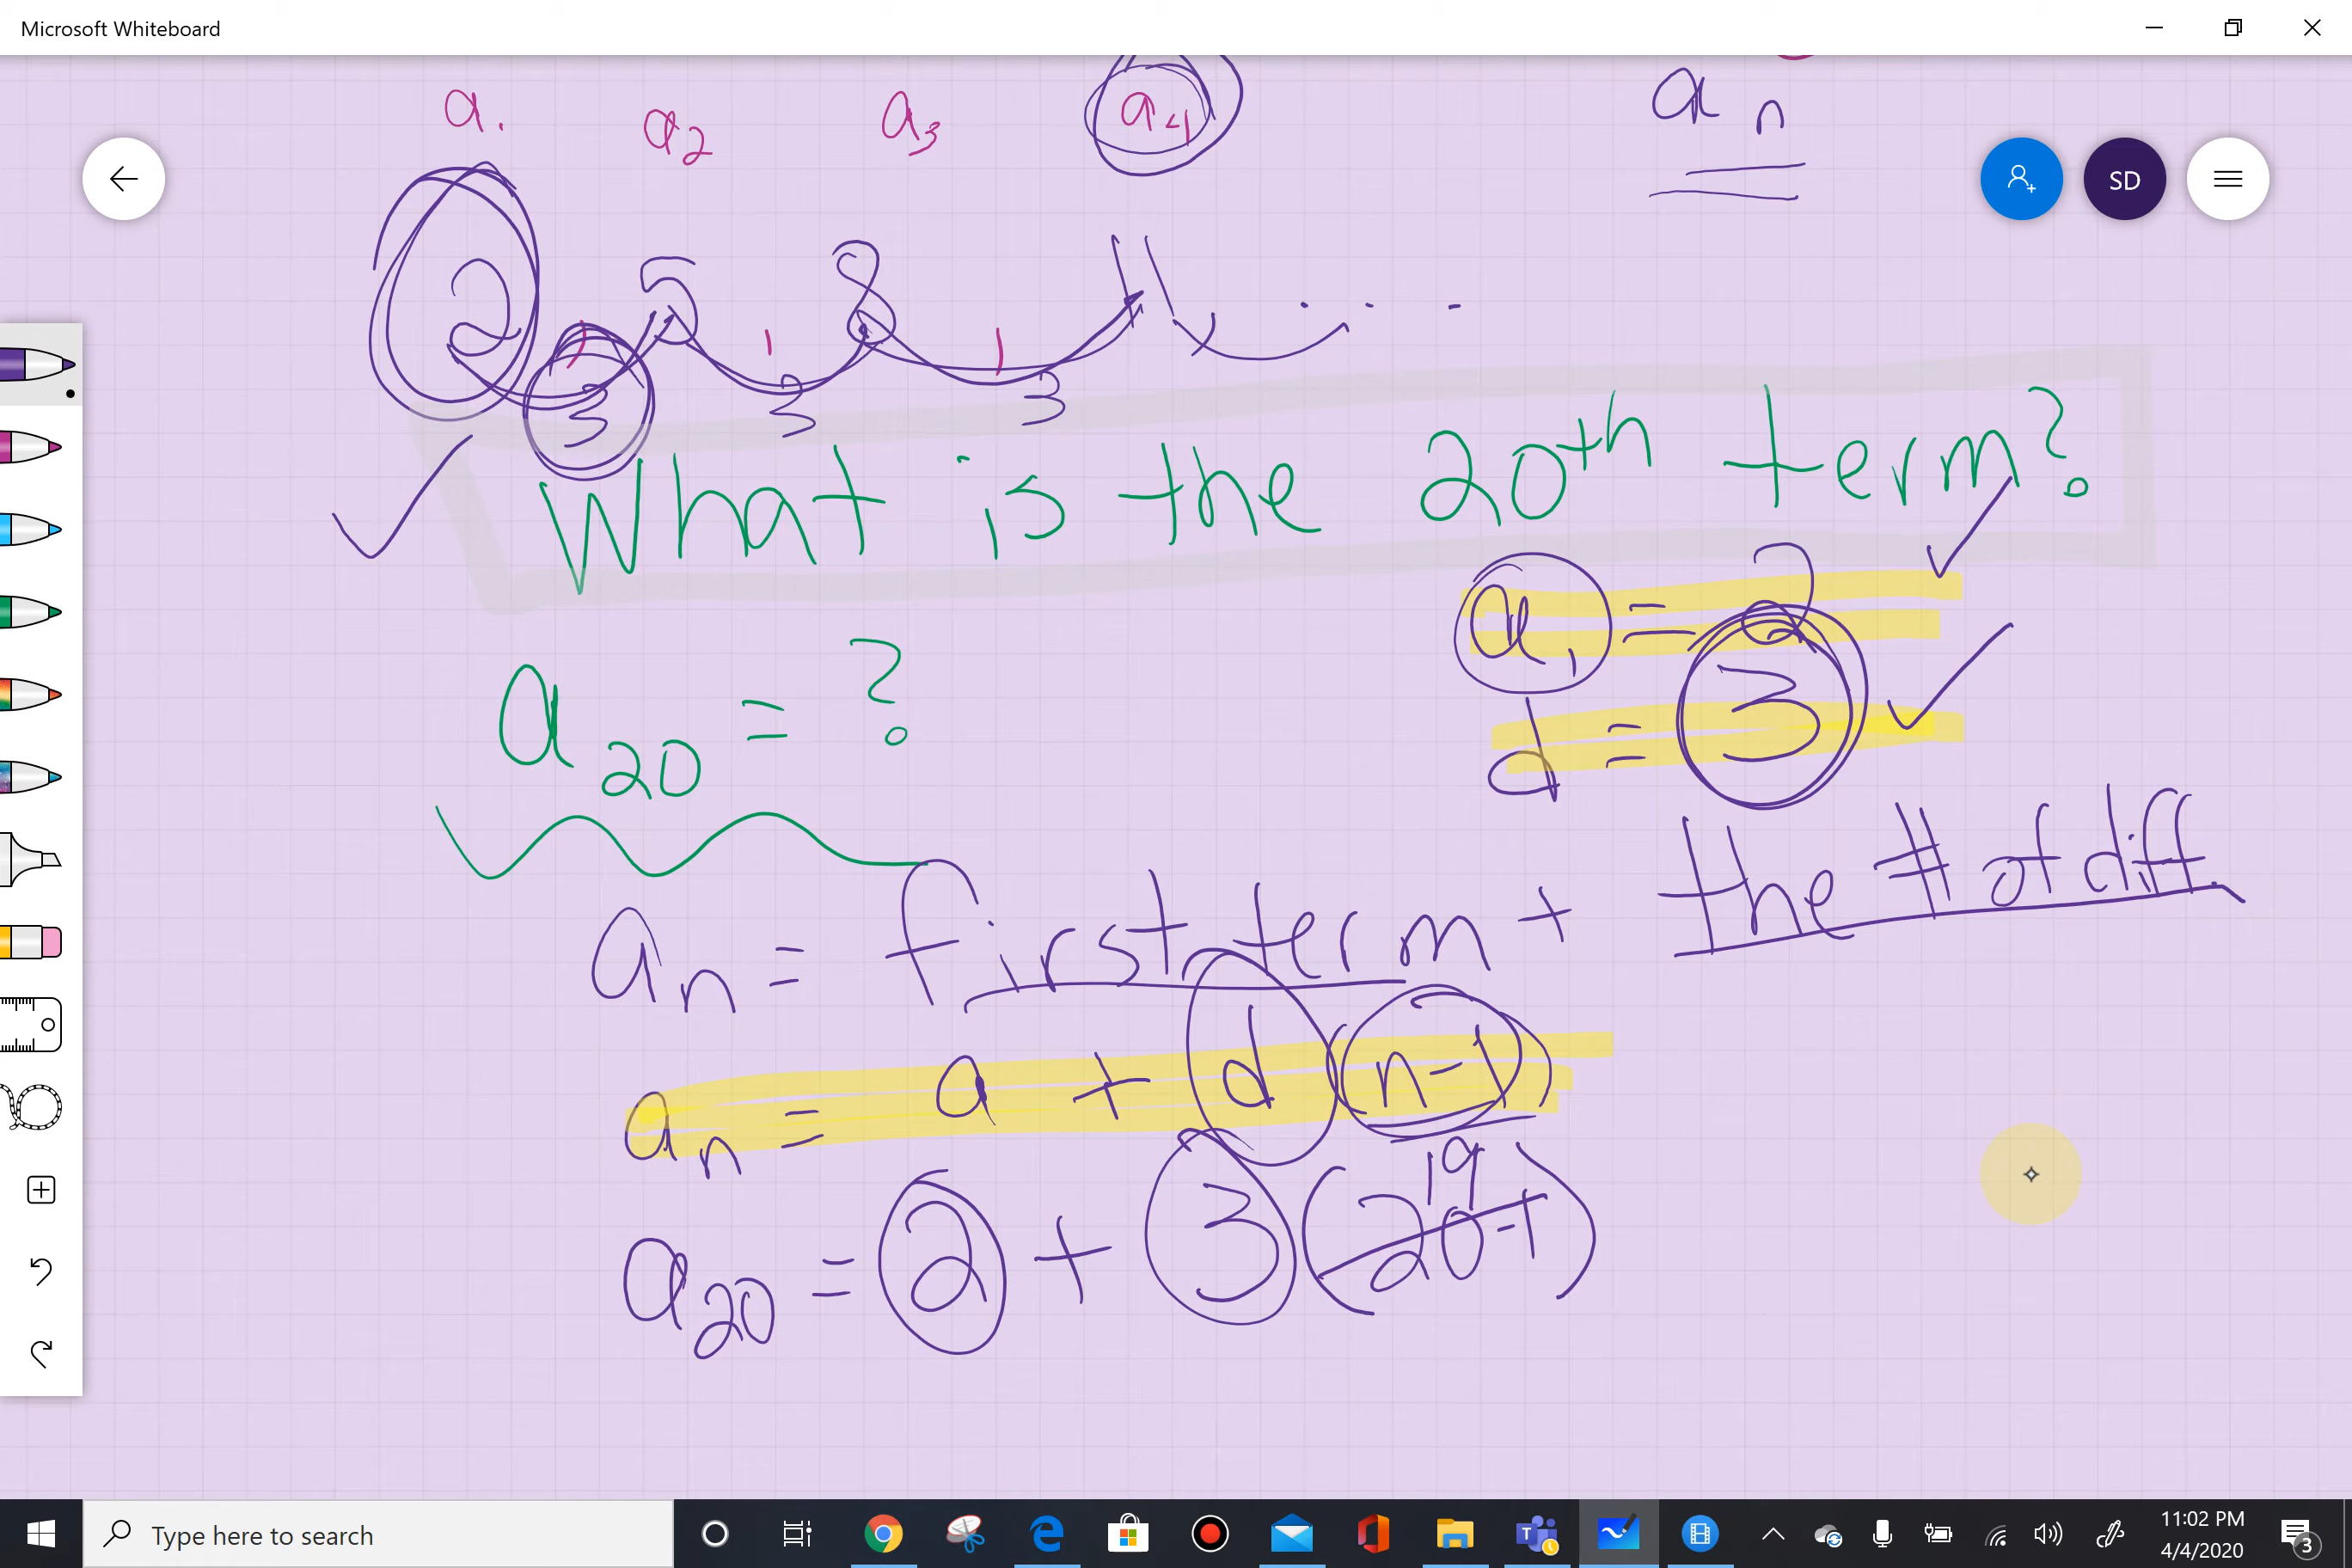 Microsoft Whiteboard
a1 a2 a3 a4 an
SD
2, 5, 8, 11, ...
3 3 3
What is the 20th term?
a1 = 2
a20 = ?
d = 3
an = first term + the # of diff.
an = a + d(n-1)
19
a20 = 2 + 3(20-1)
Type here to search
11:02 PM
4/4/2020
3